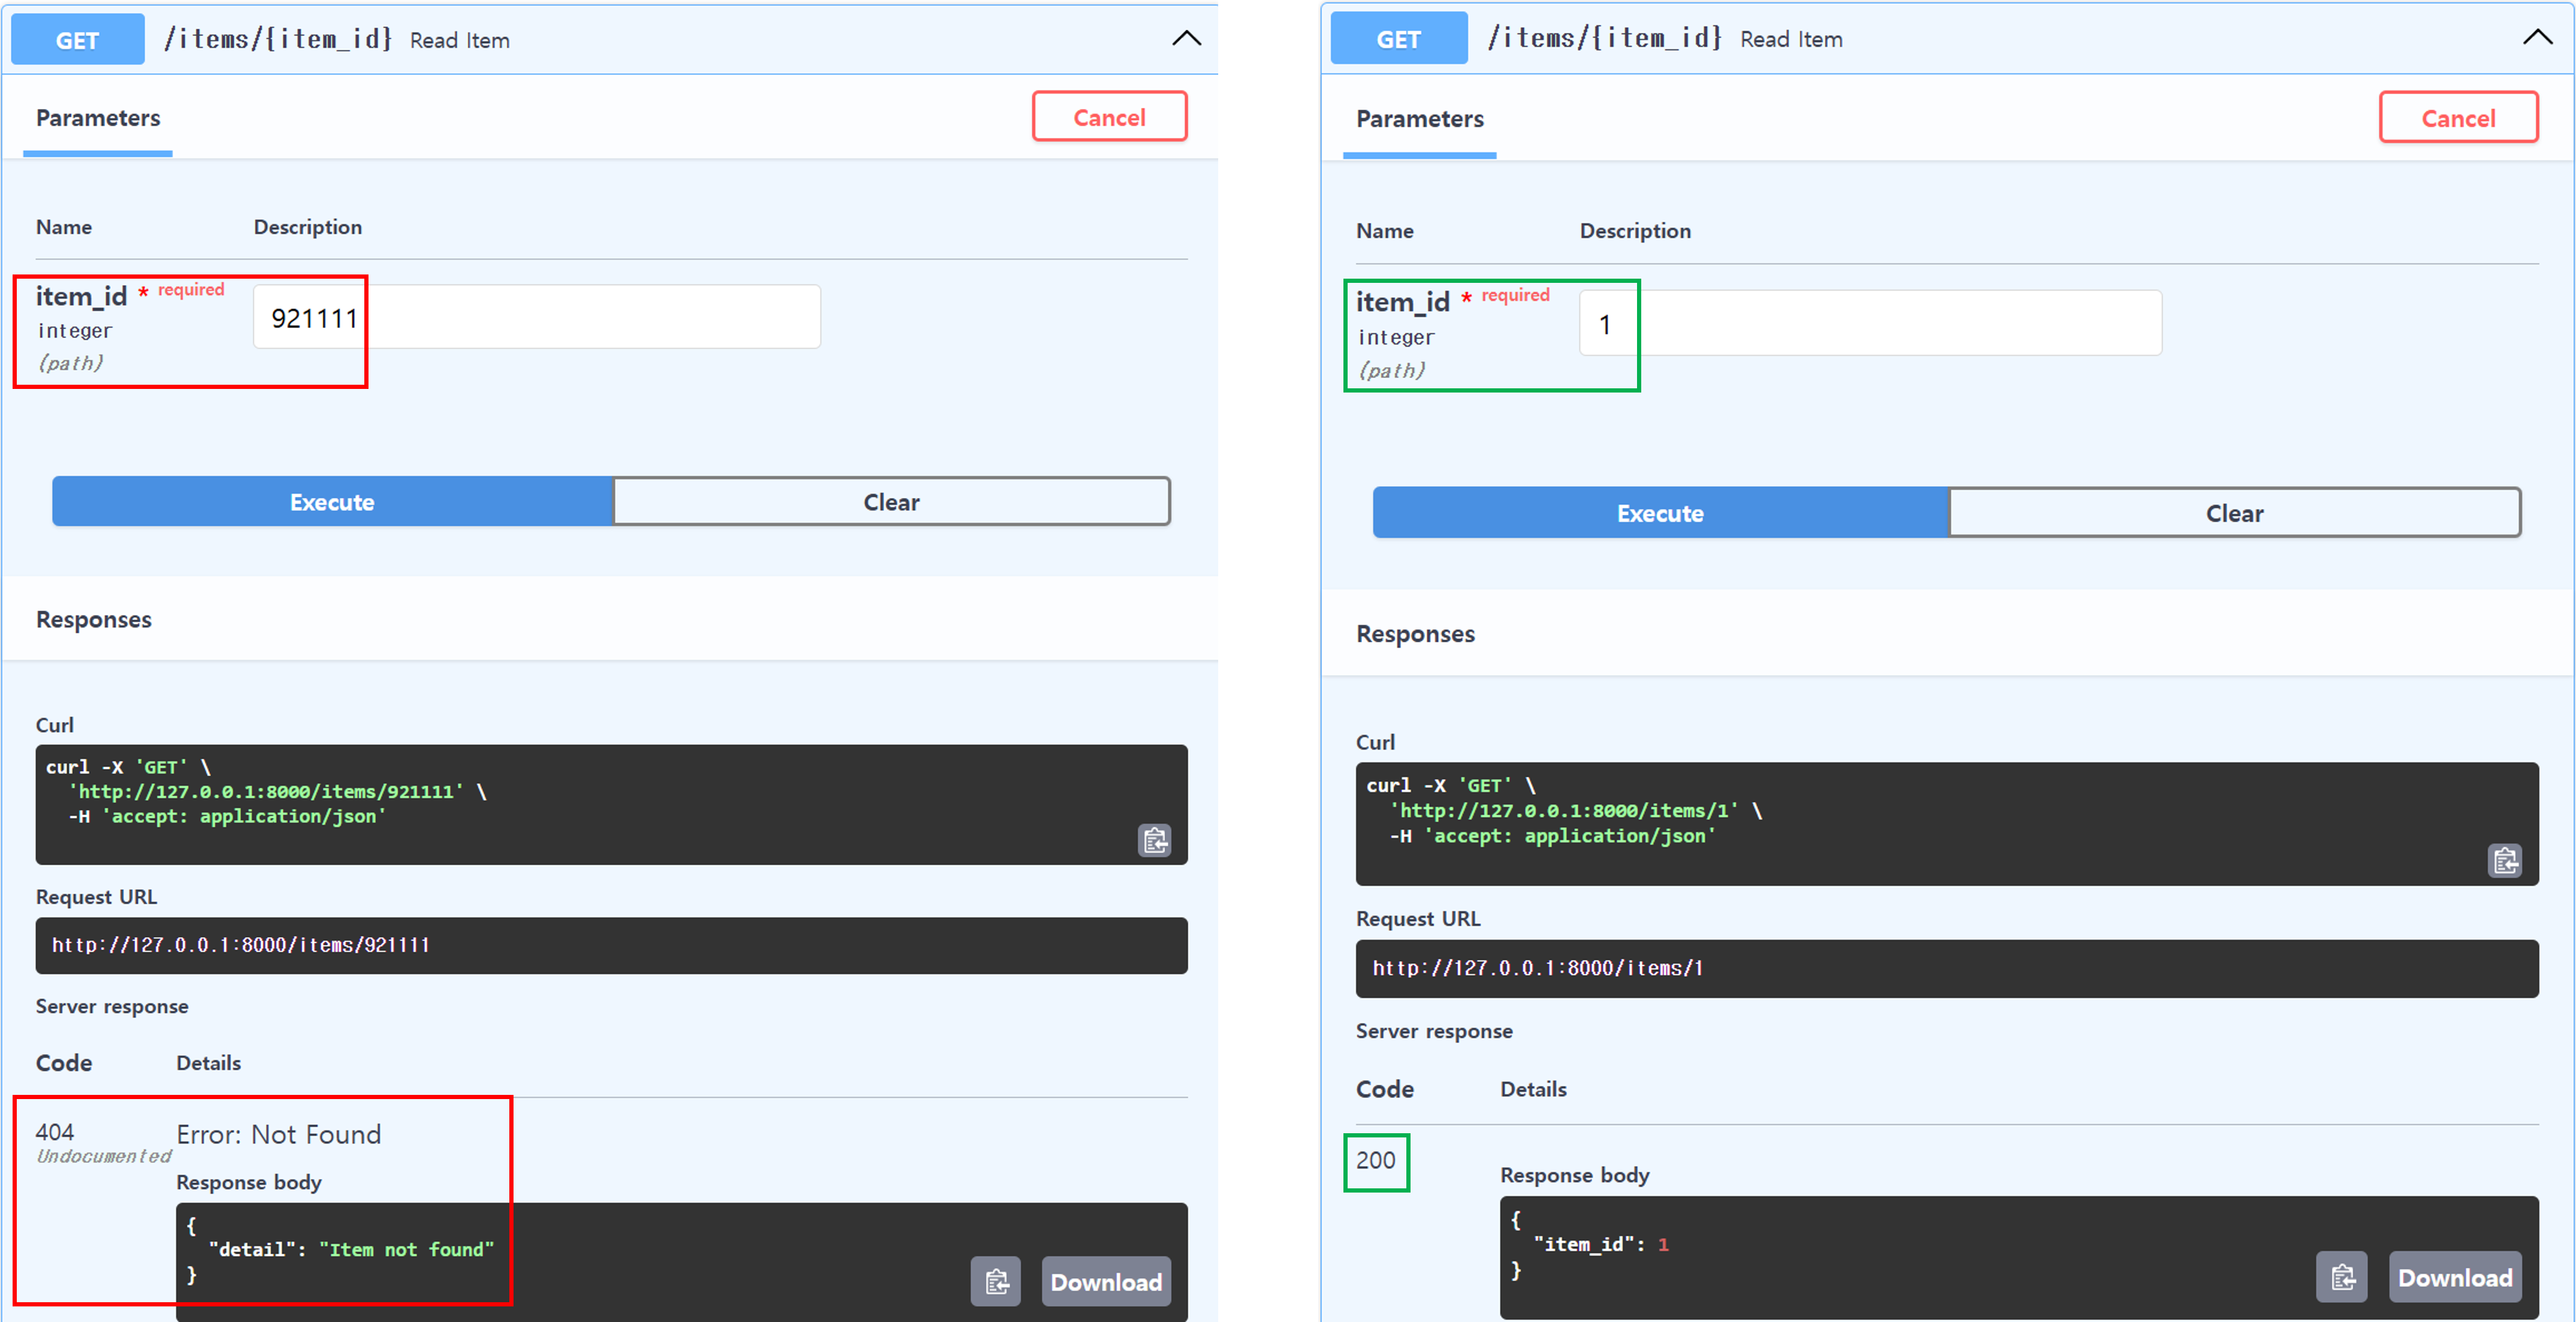 GET /items/{item_id} Read Item
Parameters
Cancel
Name Description
item_id * required
integer
(path)
921111
Execute Clear
Responses
Curl
curl -X 'GET' \
'http://127.0.0.1:8000/items/921111' \
-H 'accept: application/json'
Request URL
http://127.0.0.1:8000/items/921111
Server response
Code Details
404
Undocumented
Error: Not Found
Response body
{
"detail": "Item not found"
}
Download
GET /items/{item_id} Read Item
Parameters
Cancel
Name Description
item_id * required
integer
(path)
1
Execute Clear
Responses
Curl
curl -X 'GET' \
'http://127.0.0.1:8000/items/1' \
-H 'accept: application/json'
Request URL
http://127.0.0.1:8000/items/1
Server response
Code Details
200
Response body
{
"item_id": 1
}
Download